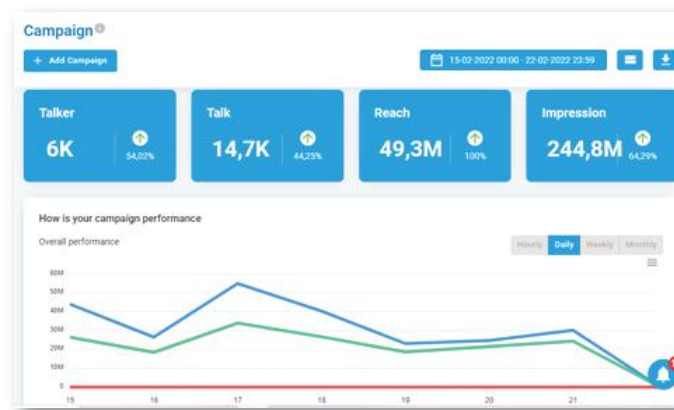 Campaign
+ Add Campaign
15-02-2022 00:00 - 22-02-2022 23:59
Talker
6K
54,02%
Talk
14,7K
44,25%
Reach
49,3M
100%
Impression
244,8M
64,29%
How is your campaign performance
Overall performance
Hourly Daily Weekly Monthly
60M
50M
40M
30M
20M
10M
0
15 16 17 18 19 20 21